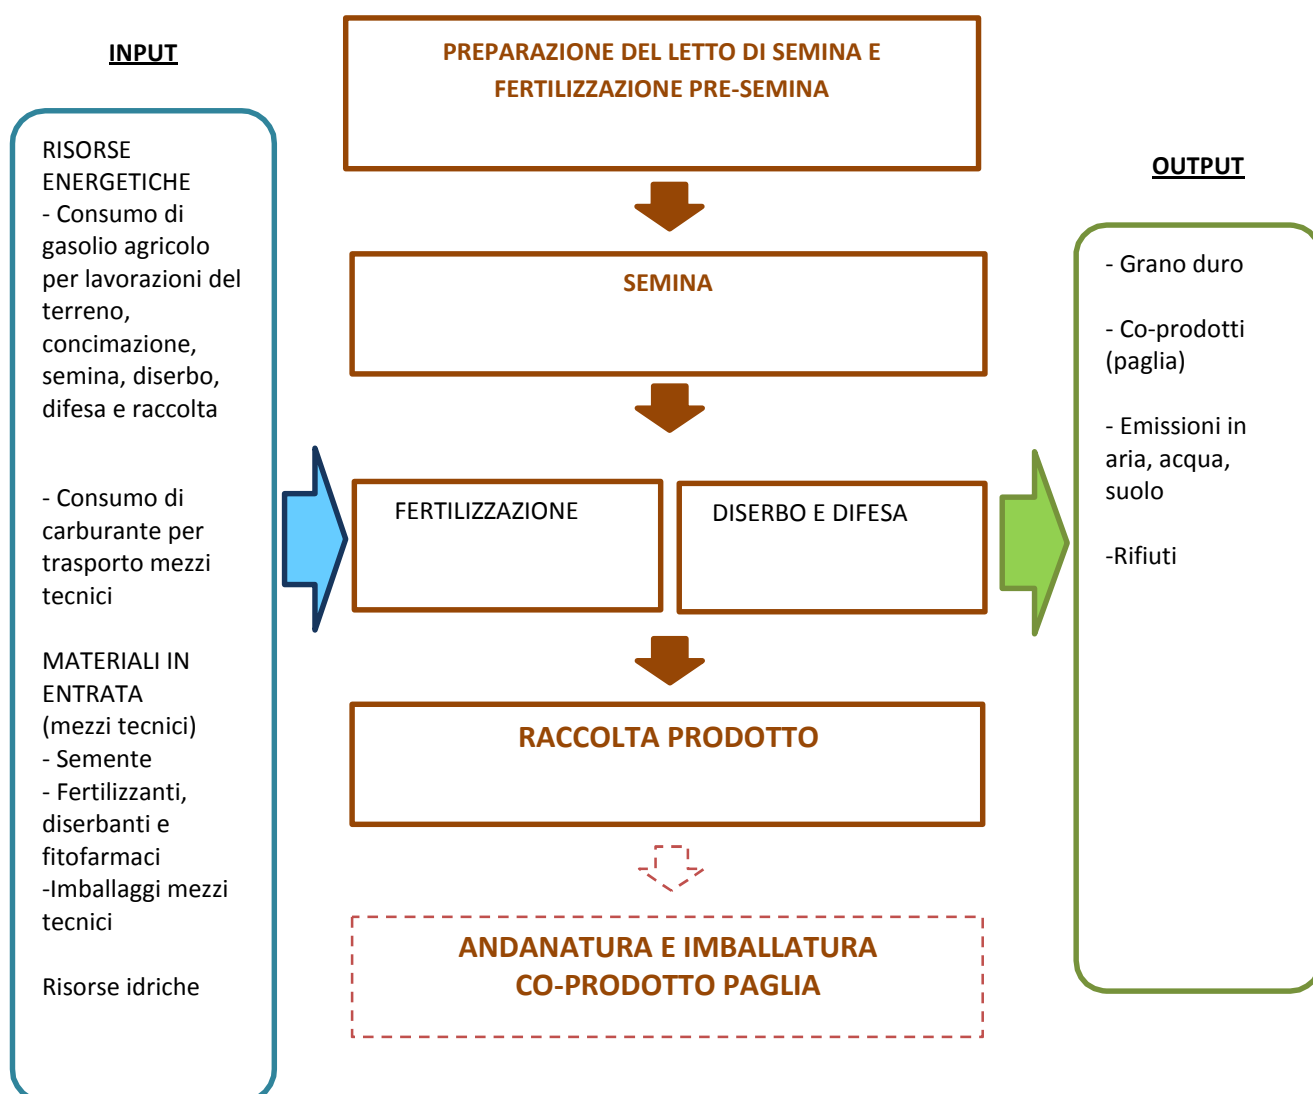 INPUT
RISORSE
ENERGETICHE
- Consumo di
gasolio agricolo
per lavorazioni del
terreno,
concimazione,
semina, diserbo,
difesa e raccolta
- Consumo di
carburante per
trasporto mezzi
tecnici
MATERIALI IN
ENTRATA
(mezzi tecnici)
- Semente
- Fertilizzanti,
diserbanti e
fitofarmaci
-Imballaggi mezzi
tecnici
Risorse idriche
PREPARAZIONE DEL LETTO DI SEMINA E
FERTILIZZAZIONE PRE-SEMINA
SEMINA
FERTILIZZAZIONE
DISERBO E DIFESA
RACCOLTA PRODOTTO
ANDANATURA E IMBALLATURA
CO-PRODOTTO PAGLIA
OUTPUT
- Grano duro
- Co-prodotti
(paglia)
- Emissioni in
aria, acqua,
suolo
-Rifiuti